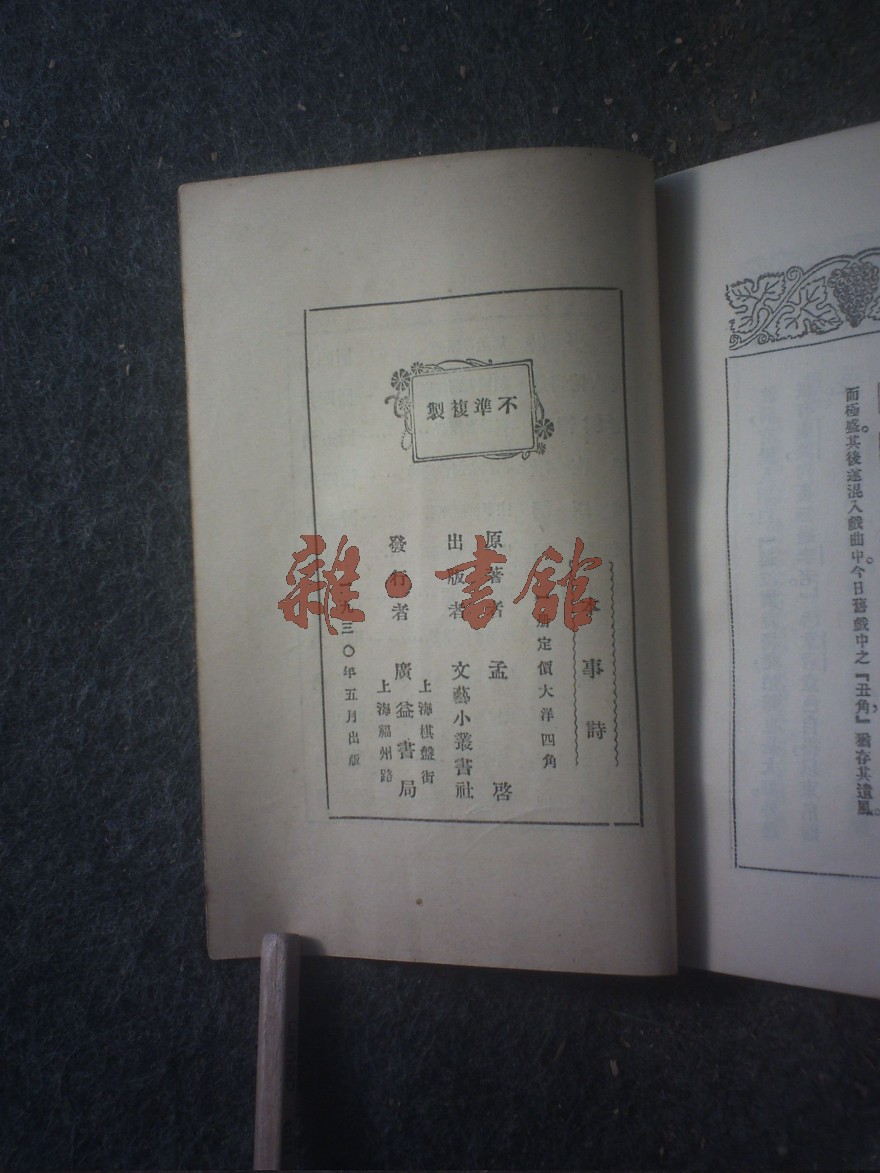 而極盛。其後遂混入戲曲中。今日舊戲中之『丑角』、猶存其遺風。
不準複製
本事詩
冊定價大洋四角
原著者 孟啓
出版者 文藝小叢書社
上海棋盤街
發行者 廣益書局
上海福州路
一九三〇年五月出版
雜·書館